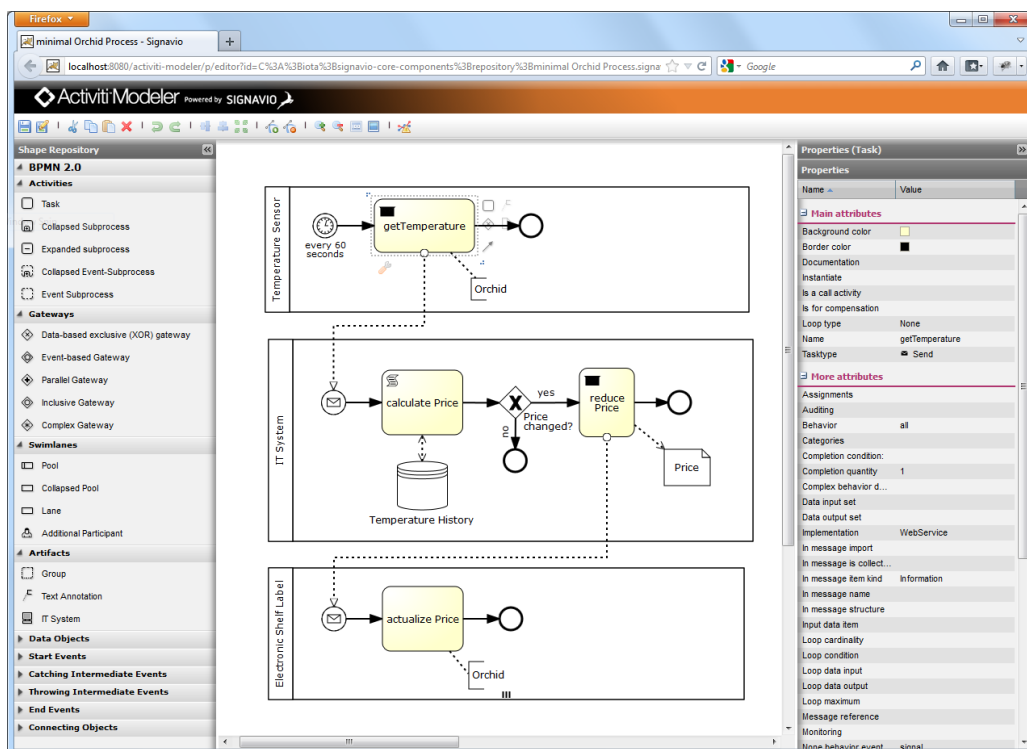 Firefox
minimal Orchid Process - Signavio
localhost:8080/activiti-modeler/p/editor?id=C%3A%3Biota%3Bsignavio-core-components%3Brepository%3Bminimal Orchid Process.signa
Google
Activiti Modeler Powered by SIGNAVIO
Shape Repository
BPMN 2.0
Activities
Task
Collapsed Subprocess
Expanded subprocess
Collapsed Event-Subprocess
Event Subprocess
Gateways
Data-based exclusive (XOR) gateway
Event-based Gateway
Parallel Gateway
Inclusive Gateway
Complex Gateway
Swimlanes
Pool
Collapsed Pool
Lane
Additional Participant
Artifacts
Group
Text Annotation
IT System
Data Objects
Start Events
Catching Intermediate Events
Throwing Intermediate Events
End Events
Connecting Objects
Temperature Sensor
every 60
seconds
getTemperature
Orchid
IT System
calculate Price
Temperature History
yes
Price
changed?
no
reduce
Price
Price
Electronic Shelf Label
actualize Price
Orchid
Properties (Task)
Properties
Name Value
Main attributes
Background color
Border color
Documentation
Instantiate
Is a call activity
Is for compensation
Loop type None
Name getTemperature
Tasktype Send
More attributes
Assignments
Auditing
Behavior all
Categories
Completion condition:
Completion quantity 1
Complex behavior d...
Data input set
Data output set
Implementation WebService
In message import
In message is collect...
In message item kind Information
In message name
In message structure
Input data item
Loop cardinality
Loop condition
Loop data input
Loop data output
Loop maximum
Message reference
Monitoring
None behavior event signal